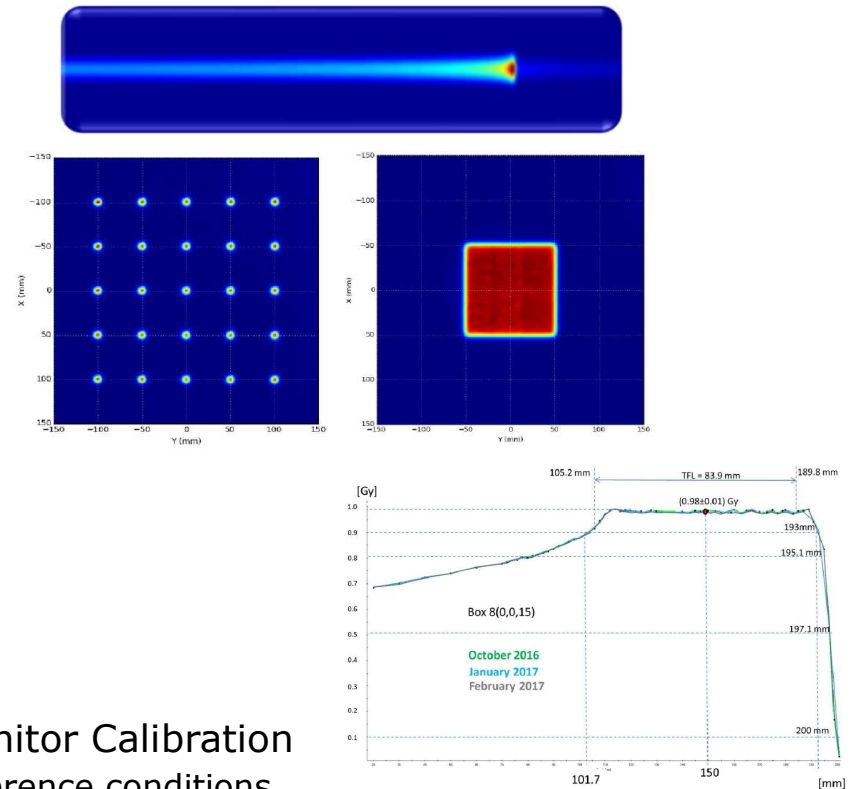 −150
−100
−50
0
50
100
150
X (mm)
−150 −100 −50 0 50 100 150
Y (mm)
−150
−100
−50
0
50
100
150
X (mm)
−150 −100 −50 0 50 100 150
Y (mm)
105.2 mm
TFL = 83.9 mm
189.8 mm
[Gy]
(0.98±0.01) Gy
1.0
0.9
193mm
0.8
195.1 mm
0.7
0.6
Box 8(0,0,15)
0.5
197.1 mm
October 2016
0.4
January 2017
0.3
February 2017
0.2
0.1
200 mm
101.7
150
[mm]
nitor Calibration
erence conditions